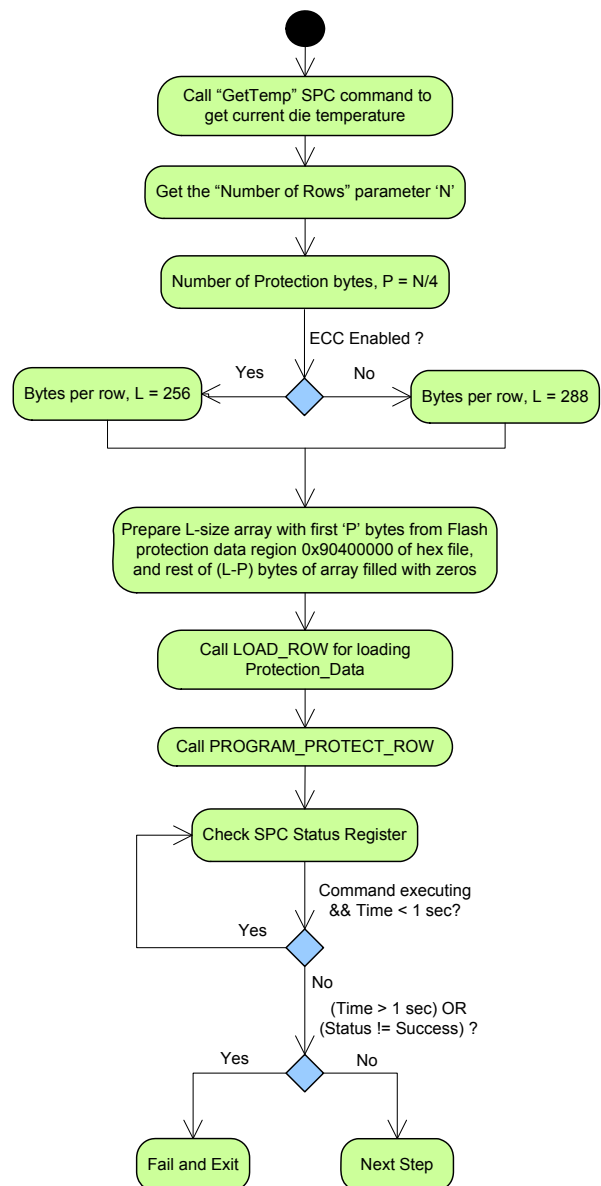 Call “GetTemp” SPC command to
get current die temperature
Get the “Number of Rows” parameter ‘N’
Number of Protection bytes, P = N/4
ECC Enabled ?
Yes
No
Bytes per row, L = 256
Bytes per row, L = 288
Prepare L-size array with first ‘P’ bytes from Flash
protection data region 0x90400000 of hex file,
and rest of (L-P) bytes of array filled with zeros
Call LOAD_ROW for loading
Protection_Data
Call PROGRAM_PROTECT_ROW
Check SPC Status Register
Command executing
&& Time < 1 sec?
Yes
No
(Time > 1 sec) OR
(Status != Success) ?
Yes
No
Fail and Exit
Next Step